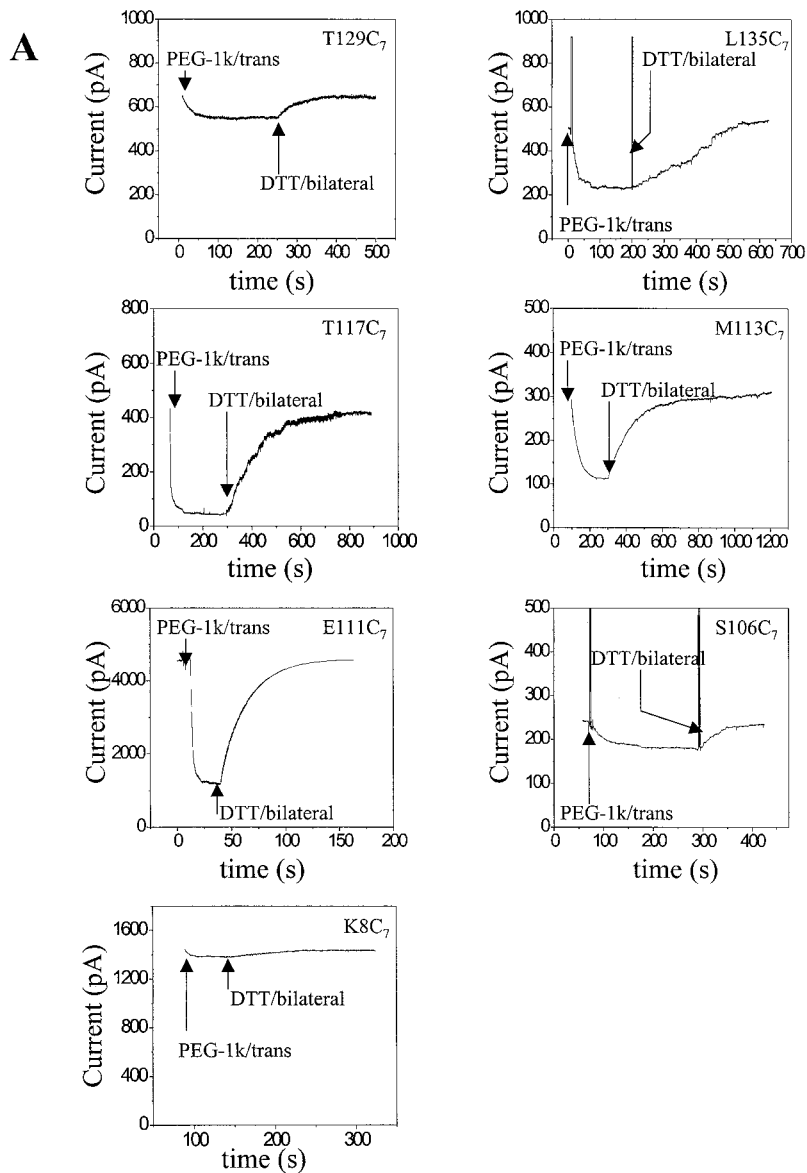 A
T129C₇
PEG-1k/trans
DTT/bilateral
Current (pA)
1000
800
600
400
200
0
0 100 200 300 400 500
time (s)
L135C₇
DTT/bilateral
PEG-1k/trans
Current (pA)
1000
800
600
400
200
0
0 100 200 300 400 500 600 700
time (s)
T117C₇
PEG-1k/trans
DTT/bilateral
Current (pA)
800
600
400
200
0
0 200 400 600 800 1000
time (s)
M113C₇
PEG-1k/trans
DTT/bilateral
Current (pA)
500
400
300
200
100
0
0 200 400 600 800 1000 1200
time (s)
E111C₇
PEG-1k/trans
DTT/bilateral
Current (pA)
6000
4000
2000
0
0 50 100 150 200
time (s)
S106C₇
DTT/bilateral
PEG-1k/trans
Current (pA)
500
400
300
200
100
0
0 100 200 300 400
time (s)
K8C₇
DTT/bilateral
PEG-1k/trans
Current (pA)
1600
1200
800
400
0
100 200 300
time (s)